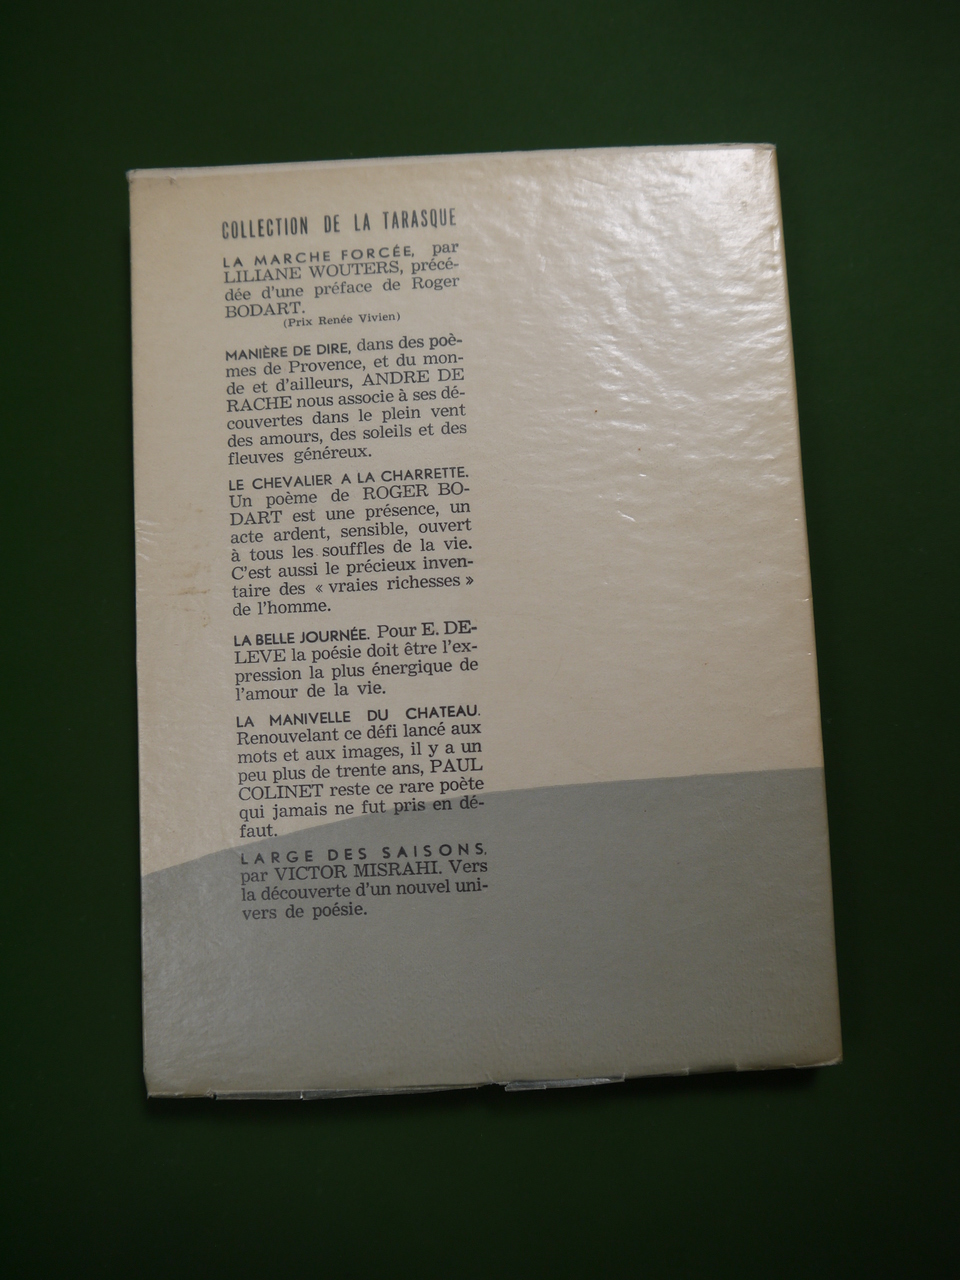 COLLECTION DE LA TARASQUE
LA MARCHE FORCÉE, par
LILIANE WOUTERS, précé-
dée d'une préface de Roger
BODART.
(Prix Renée Vivien)
MANIÈRE DE DIRE, dans des poè-
mes de Provence, et du mon-
de et d'ailleurs, ANDRE DE
RACHE nous associe à ses dé-
couvertes dans le plein vent
des amours, des soleils et des
fleuves généreux.
LE CHEVALIER A LA CHARRETTE.
Un poème de ROGER BO-
DART est une présence, un
acte ardent, sensible, ouvert
à tous les souffles de la vie.
C'est aussi le précieux inven-
taire des « vraies richesses »
de l'homme.
LA BELLE JOURNÉE. Pour E. DE-
LEVE la poésie doit être l'ex-
pression la plus énergique de
l'amour de la vie.
LA MANIVELLE DU CHATEAU.
Renouvelant ce défi lancé aux
mots et aux images, il y a un
peu plus de trente ans, PAUL
COLINET reste ce rare poète
qui jamais ne fut pris en dé-
faut.
LARGE DES SAISONS,
par VICTOR MISRAHI. Vers
la découverte d'un nouvel uni-
vers de poésie.